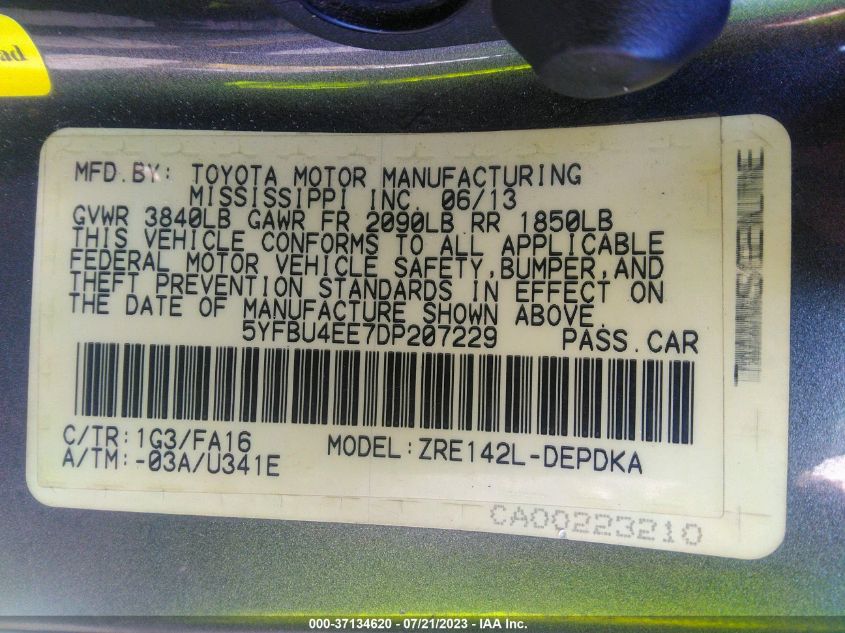 ad
MFD.BY: TOYOTA MOTOR MANUFACTURING
MISSISSIPPI INC. 06/13
GVWR 3840LB GAWR FR 2090LB RR 1850LB
THIS VEHICLE CONFORMS TO ALL APPLICABLE
FEDERAL MOTOR VEHICLE SAFETY,BUMPER,AND
THEFT PREVENTION STANDARDS IN EFFECT ON
THE DATE OF MANUFACTURE SHOWN ABOVE.
5YFBU4EE7DP207229 PASS.CAR
C/TR:1G3/FA16 MODEL:ZRE142L-DEPDKA
A/TM:-03A/U341E
CA00223210
000-37134620 - 07/21/2023 - IAA Inc.